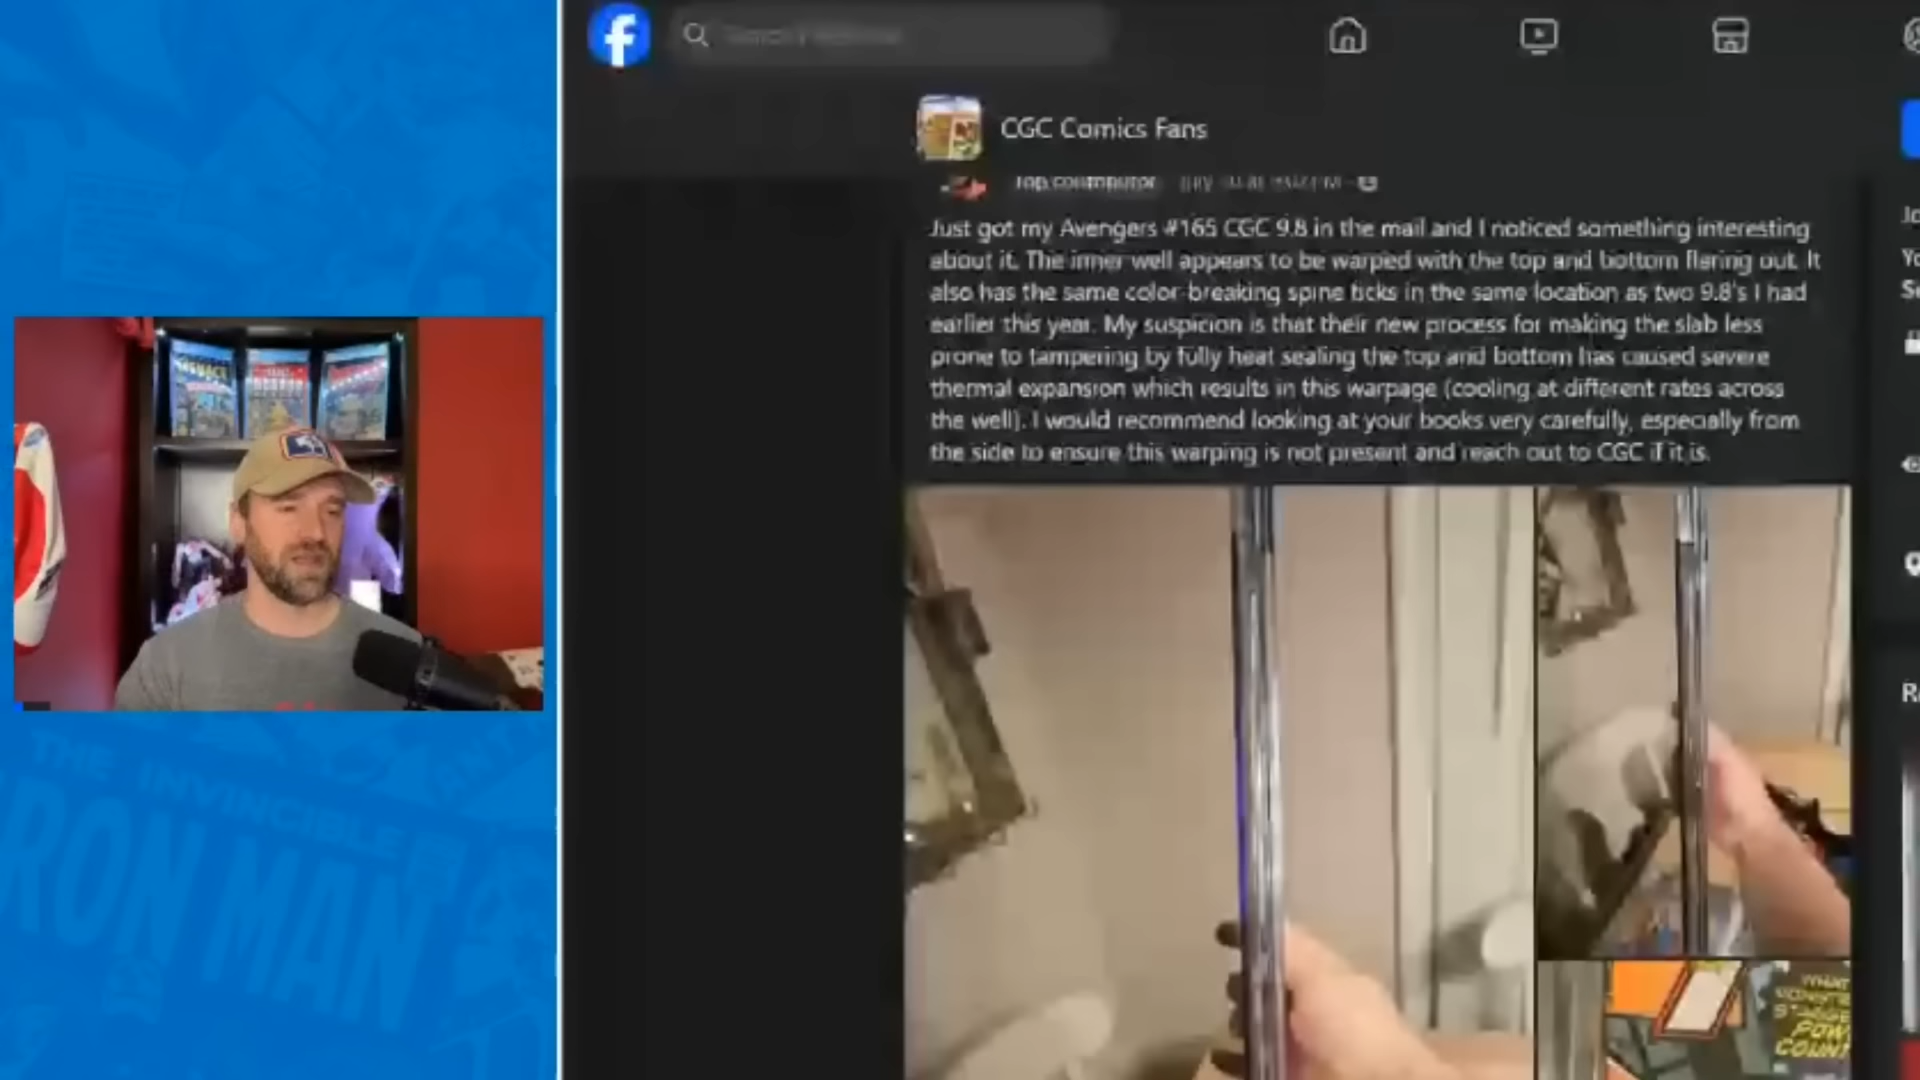 CGC Comics Fans
Top contributor
Just got my Avengers #165 CGC 9.8 in the mail and I noticed something interesting
about it. The inner well appears to be warped with the top and bottom flaring out. It
also has the same color breaking spine ticks in the same location as two 9.8's I had
earlier this year. My suspicion is that their new process for making the slab less
prone to tampering by fully heat sealing the top and bottom has caused severe
thermal expansion which results in this warpage (cooling at different rates across
the well). I would recommend looking at your books very carefully, especially from
the side to ensure this warping is not present and reach out to CGC if it is.
THE INVINCIBLE
IRON MAN